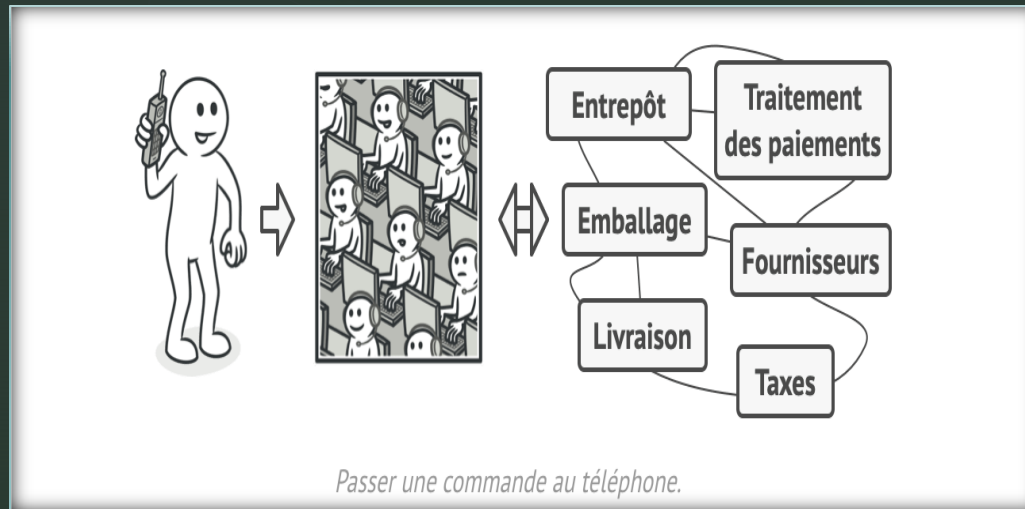 Entrepôt
Traitement
des paiements
Emballage
Fournisseurs
Livraison
Taxes
Passer une commande au téléphone.